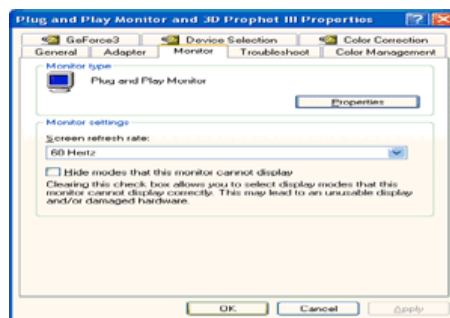 Plug and Play Monitor and 3D Prophet III Properties
GeForce3 Device Selection Color Correction
General Adapter Monitor Troubleshoot Color Management
Monitor type
Plug and Play Monitor
Properties
Monitor settings
Screen refresh rate:
60 Hertz
Hide modes that this monitor cannot display
Clearing this check box allows you to select display modes that this
monitor cannot display correctly. This may lead to an unusable display
and/or damaged hardware.
OK Cancel Apply